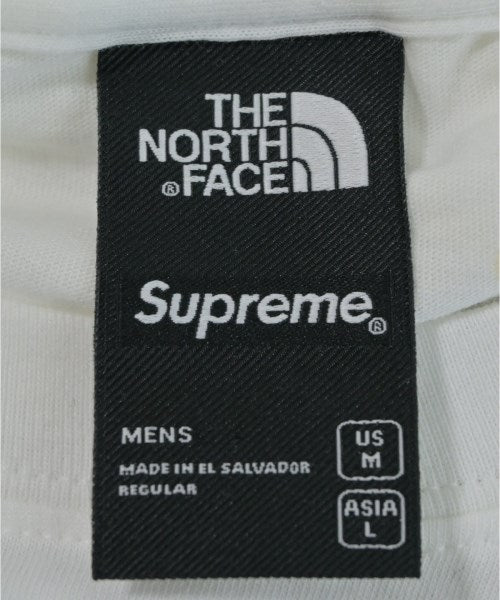 THE
NORTH
® FACE
Supreme®
MENS
MADE IN EL SALVADOR
REGULAR
US
M
ASIA
L